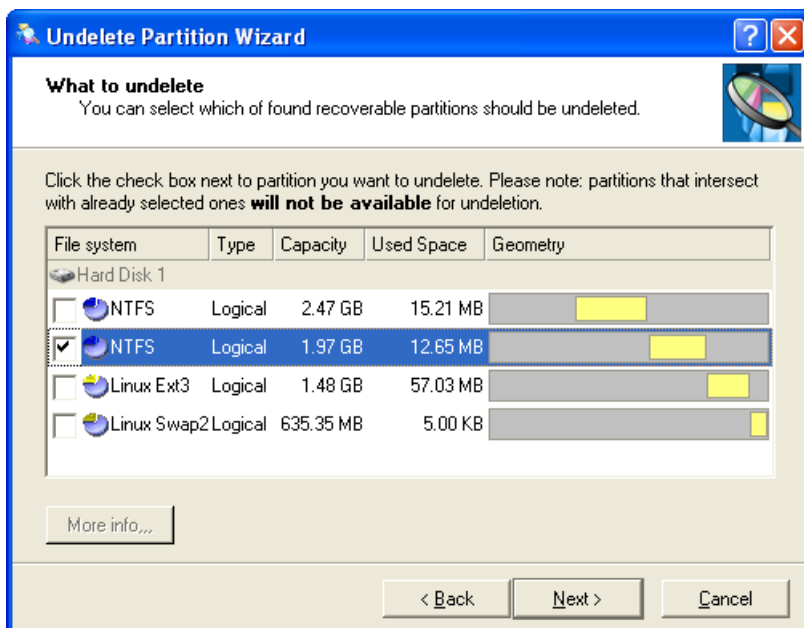 Undelete Partition Wizard
What to undelete
You can select which of found recoverable partitions should be undeleted.
Click the check box next to partition you want to undelete. Please note: partitions that intersect
with already selected ones will not be available for undeletion.
File system Type Capacity Used Space Geometry
Hard Disk 1
NTFS Logical 2.47 GB 15.21 MB
NTFS Logical 1.97 GB 12.65 MB
Linux Ext3 Logical 1.48 GB 57.03 MB
Linux Swap2 Logical 635.35 MB 5.00 KB
More info,,,
< Back Next > Cancel